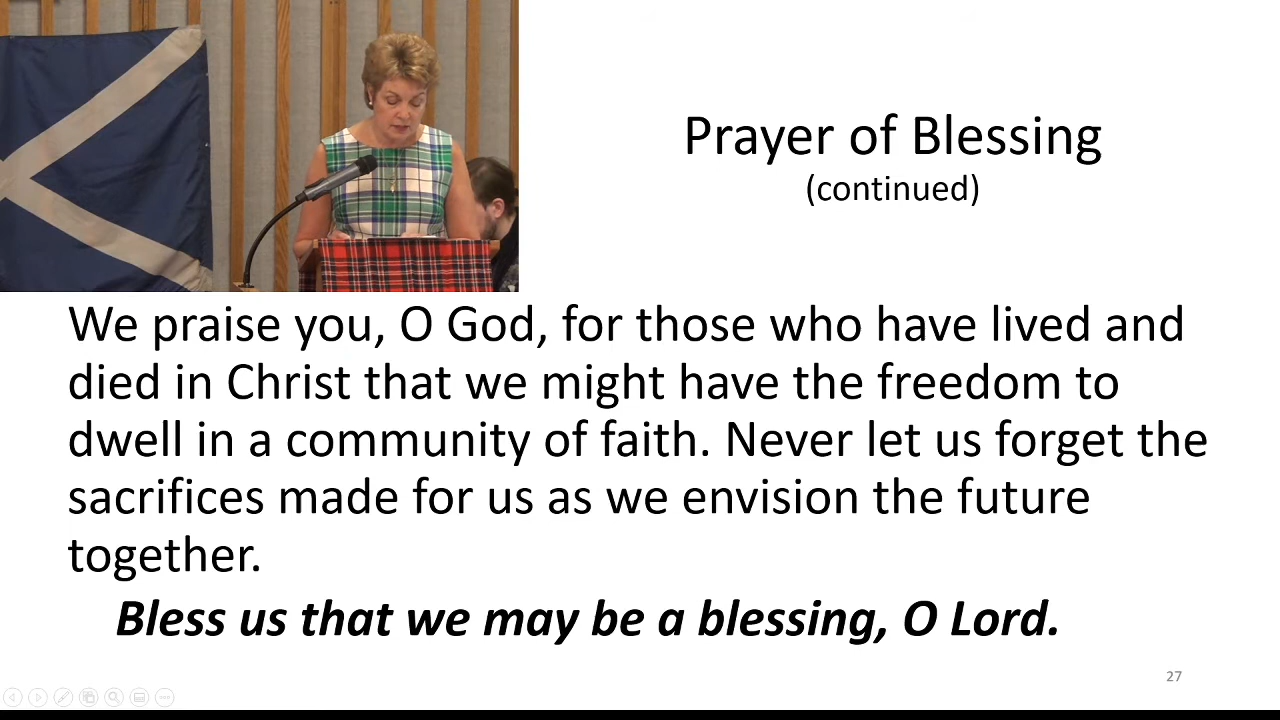 Prayer of Blessing
(continued)
We praise you, O God, for those who have lived and
died in Christ that we might have the freedom to
dwell in a community of faith. Never let us forget the
sacrifices made for us as we envision the future
together.
Bless us that we may be a blessing, O Lord.
27